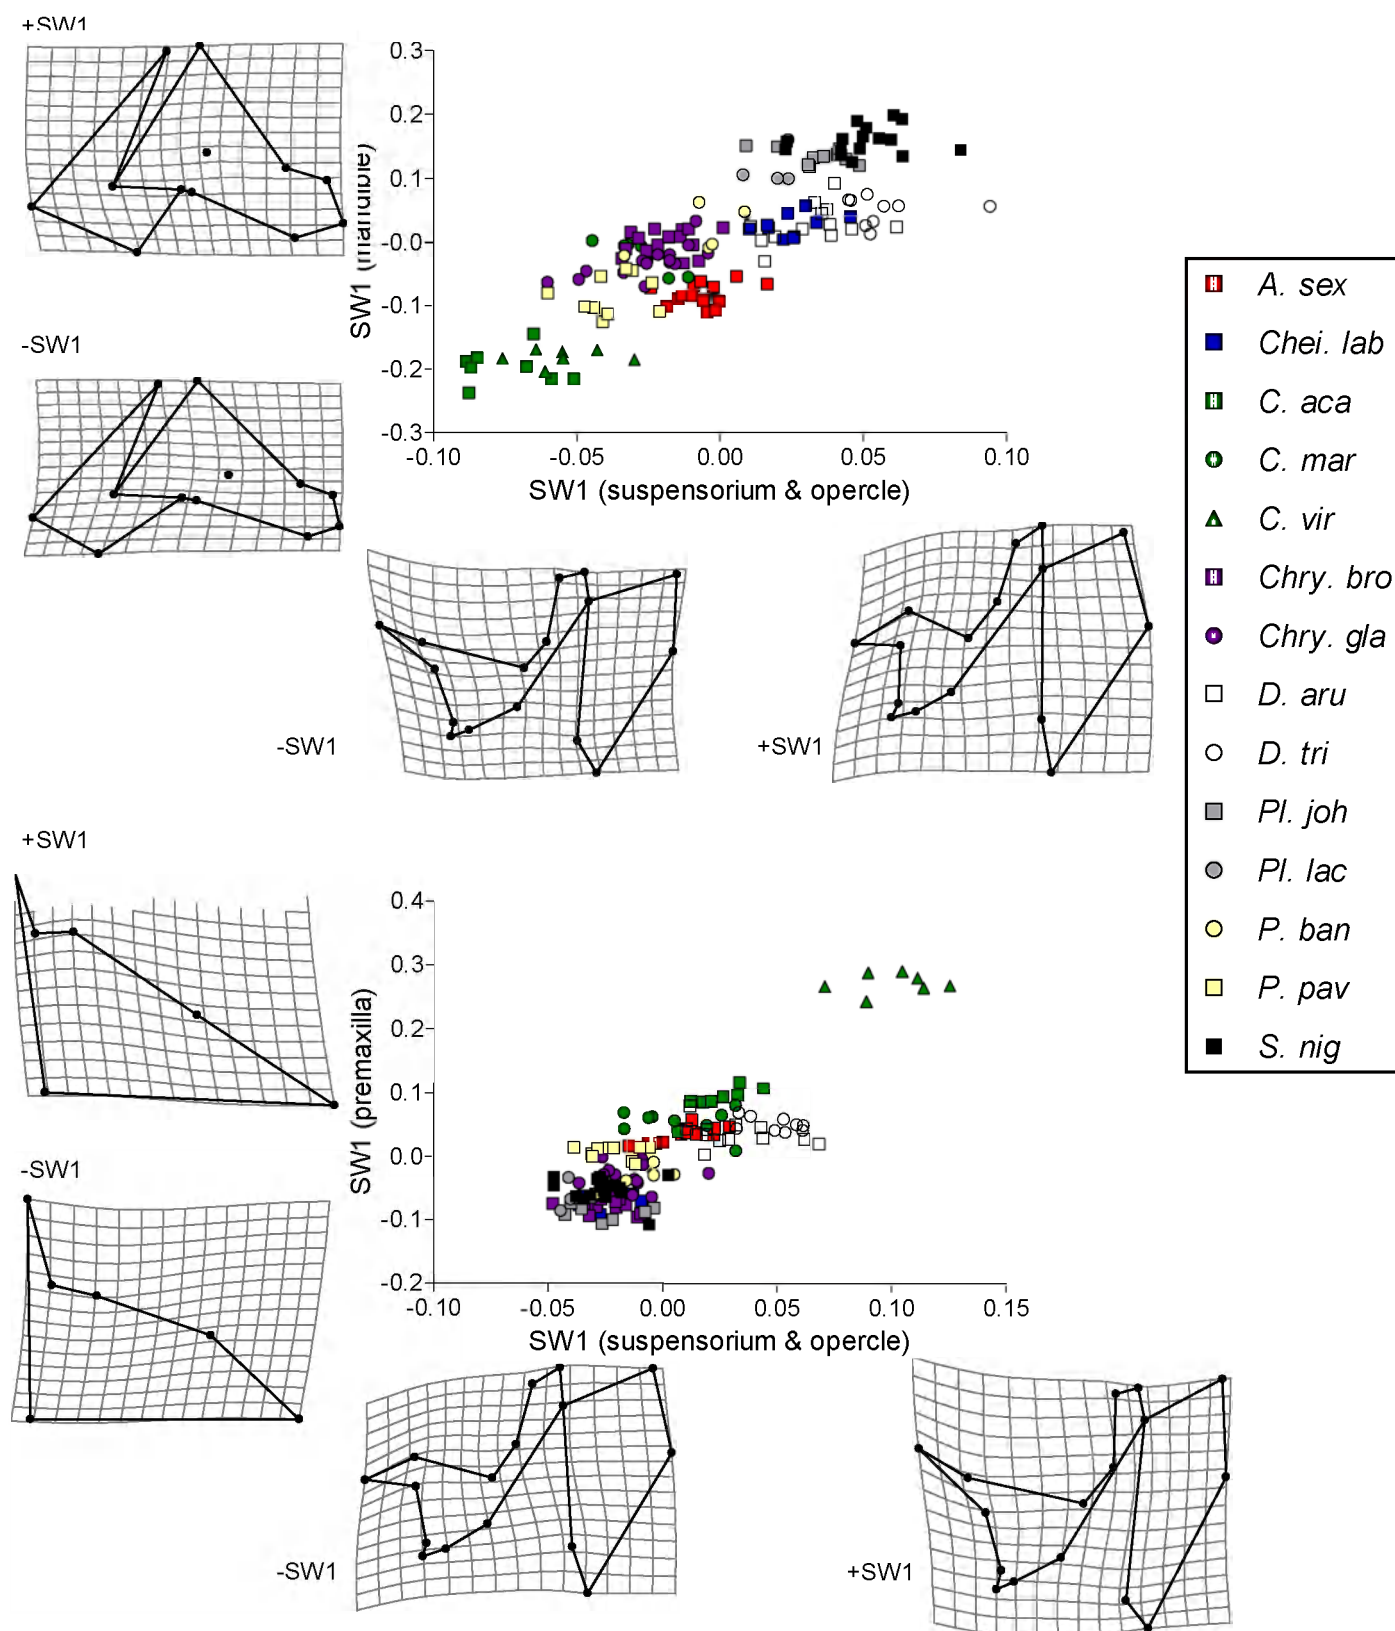 +SW1
0.3
0.2
0.1
-0.0
-0.1
-0.2
-0.3
SW1 (mandible)
-SW1
-0.10
-0.05
0.00
0.05
0.10
SW1 (suspensorium & opercle)
-SW1
+SW1
A. sex
Chei. lab
C. aca
C. mar
C. vir
Chry. bro
Chry. gla
D. aru
D. tri
Pl. joh
Pl. lac
P. ban
P. pav
S. nig
+SW1
0.4
0.3
0.2
0.1
0.0
-0.1
-0.2
SW1 (premaxilla)
-SW1
-0.10
-0.05
0.00
0.05
0.10
0.15
SW1 (suspensorium & opercle)
-SW1
+SW1